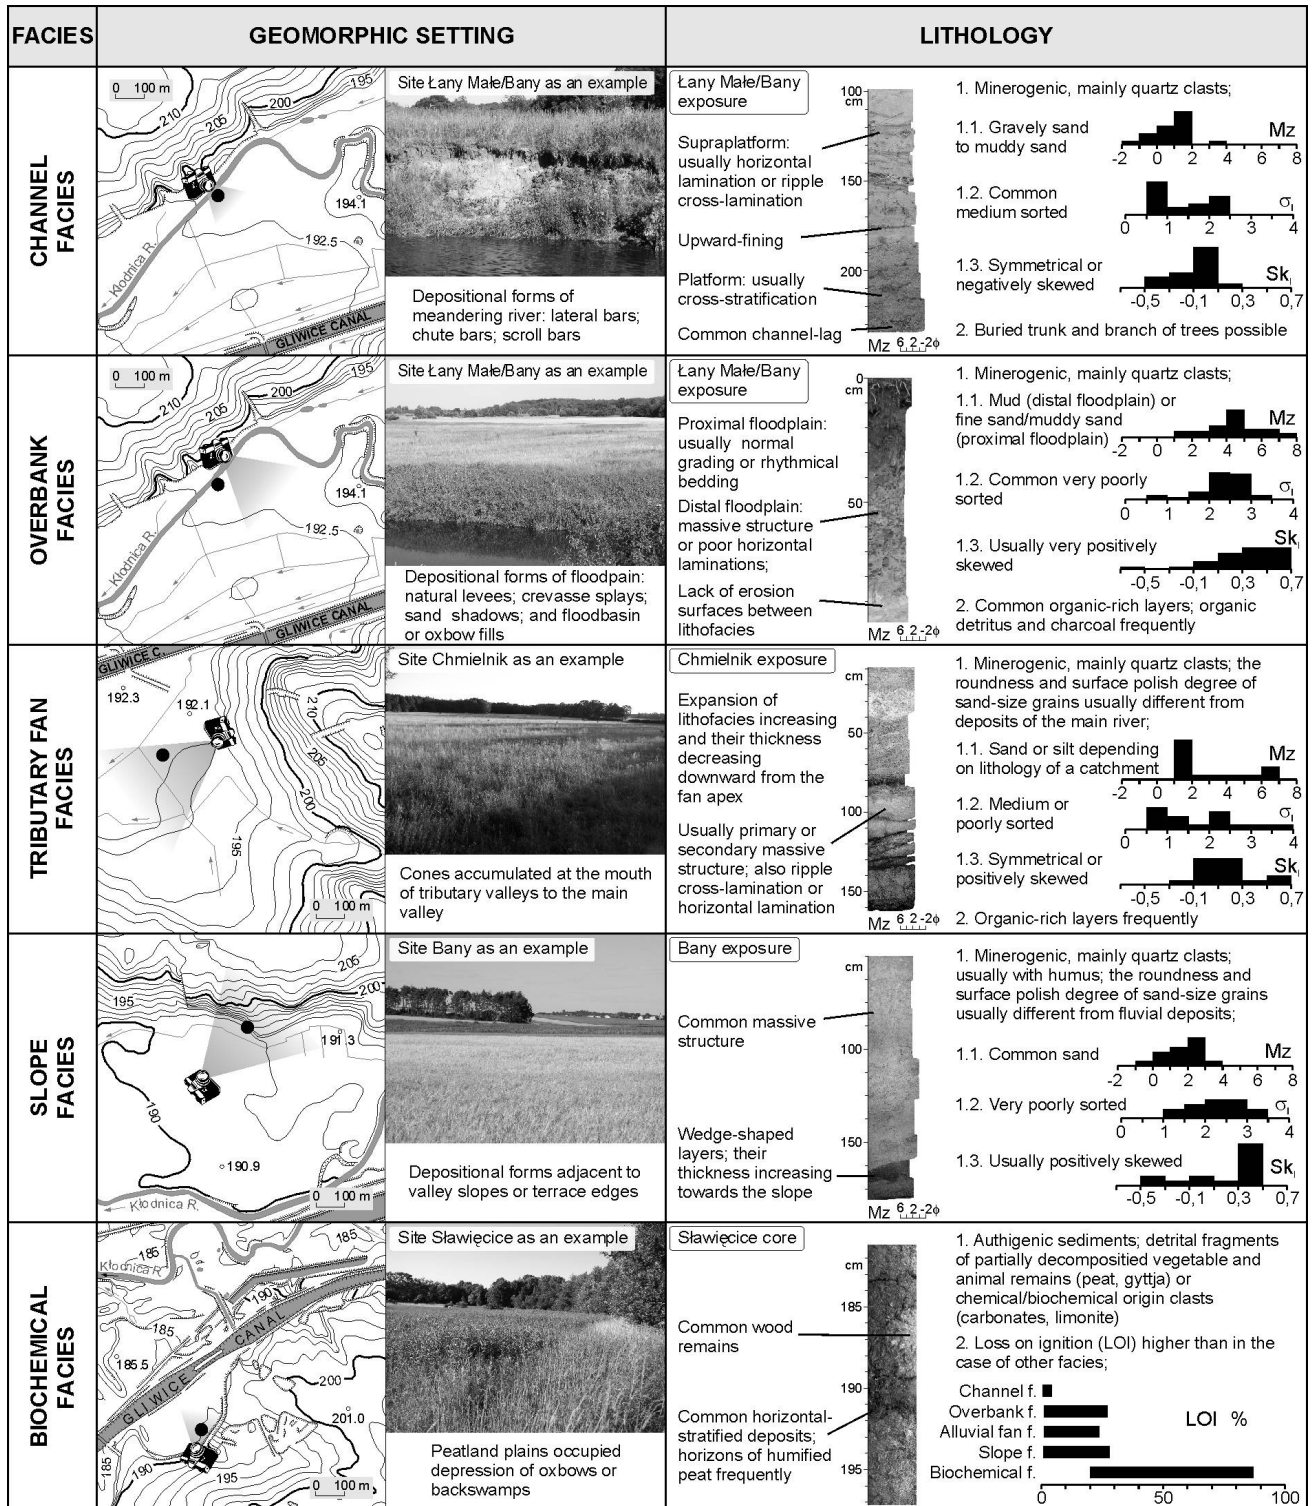 FACIES
GEOMORPHIC SETTING
LITHOLOGY
CHANNEL
FACIES
0 100 m
210
205
200
195
194.1
192.5
Kłodnica R.
GLIWICE CANAL
Site Łany Małe/Bany as an example
Depositional forms of
meandering river: lateral bars;
chute bars; scroll bars
Łany Małe/Bany
exposure
Supraplatform:
usually horizontal
lamination or ripple
cross-lamination
Upward-fining
Platform: usually
cross-stratification
Common channel-lag
100
cm
150
200
Mz 6 2 -2ϕ
1. Minerogenic, mainly quartz clasts;
1.1. Gravely sand
to muddy sand
Mz
-2 0 2 4 6 8
1.2. Common
medium sorted
σI
0 1 2 3 4
1.3. Symmetrical or
negatively skewed
SkI
-0,5 -0,1 0,3 0,7
2. Buried trunk and branch of trees possible
OVERBANK
FACIES
0 100 m
210
205
200
195
194.1
192.5
Kłodnica R.
GLIWICE CANAL
Site Łany Małe/Bany as an example
Depositional forms of floodpain:
natural levees; crevasse splays;
sand shadows; and floodbasin
or oxbow fills
Łany Małe/Bany
exposure
Proximal floodplain:
usually normal
grading or rhythmical
bedding
Distal floodplain:
massive structure
or poor horizontal
laminations;
Lack of erosion
surfaces between
lithofacies
0
cm
50
Mz 6 2 -2ϕ
1. Minerogenic, mainly quartz clasts;
1.1. Mud (distal floodplain) or
fine sand/muddy sand
(proximal floodplain)
Mz
-2 0 2 4 6 8
1.2. Common very poorly
sorted
σI
0 1 2 3 4
1.3. Usually very positively
skewed
SkI
-0,5 -0,1 0,3 0,7
2. Common organic-rich layers; organic
detritus and charcoal frequently
TRIBUTARY FAN
FACIES
GLIWICE C.
192.3
192.1
210
205
200
195
0 100 m
Site Chmielnik as an example
Cones accumulated at the mouth
of tributary valleys to the main
valley
Chmielnik exposure
Expansion of
lithofacies increasing
and their thickness
decreasing
downward from the
fan apex
Usually primary or
secondary massive
structure; also ripple
cross-lamination or
horizontal lamination
cm
50
100
150
Mz 6 2 -2ϕ
1. Minerogenic, mainly quartz clasts; the
roundness and surface polish degree of
sand-size grains usually different from
deposits of the main river;
1.1. Sand or silt depending
on lithology of a catchment
Mz
-2 0 2 4 6 8
1.2. Medium or
poorly sorted
σI
0 1 2 3 4
1.3. Symmetrical or
positively skewed
SkI
-0,5 -0,1 0,3 0,7
2. Organic-rich layers frequently
SLOPE
FACIES
205
200
195
191.3
190
190.9
Kłodnica R.
0 100 m
Site Bany as an example
Depositional forms adjacent to
valley slopes or terrace edges
Bany exposure
Common massive
structure
Wedge-shaped
layers; their
thickness increasing
towards the slope
cm
100
150
Mz 6 2 -2ϕ
1. Minerogenic, mainly quartz clasts;
usually with humus; the roundness and
surface polish degree of sand-size grains
usually different from fluvial deposits;
1.1. Common sand
Mz
-2 0 2 4 6 8
1.2. Very poorly sorted
σI
0 1 2 3 4
1.3. Usually positively skewed
SkI
-0,5 -0,1 0,3 0,7
BIOCHEMICAL
FACIES
185
185
Kłodnica R.
190
185
185.5
GLIWICE CANAL
200
201.0
185
190
195
0 100 m
Site Sławięcice as an example
Peatland plains occupied
depression of oxbows or
backswamps
Sławięcice core
Common wood
remains
Common horizontal-
stratified deposits;
horizons of humified
peat frequently
cm
185
190
195
1. Authigenic sediments; detrital fragments
of partially decompositied vegetable and
animal remains (peat, gyttja) or
chemical/biochemical origin clasts
(carbonates, limonite)
2. Loss on ignition (LOI) higher than in the
case of other facies;
Channel f.
Overbank f.
Alluvial fan f.
Slope f.
Biochemical f.
LOI %
0 50 100